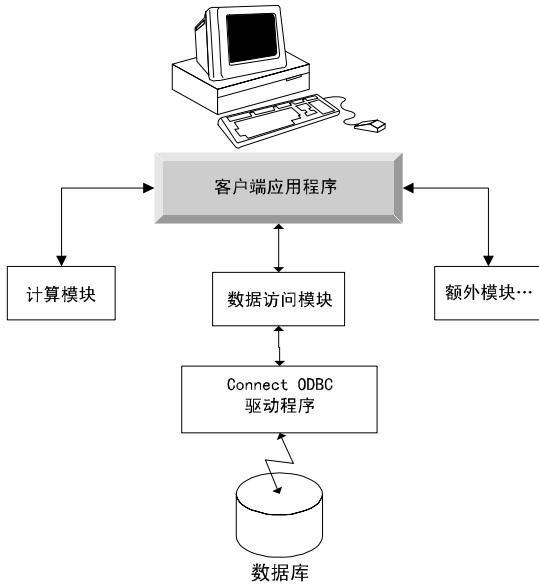 客户端应用程序
计算模块
数据访问模块
额外模块…
Connect ODBC
驱动程序
数据库